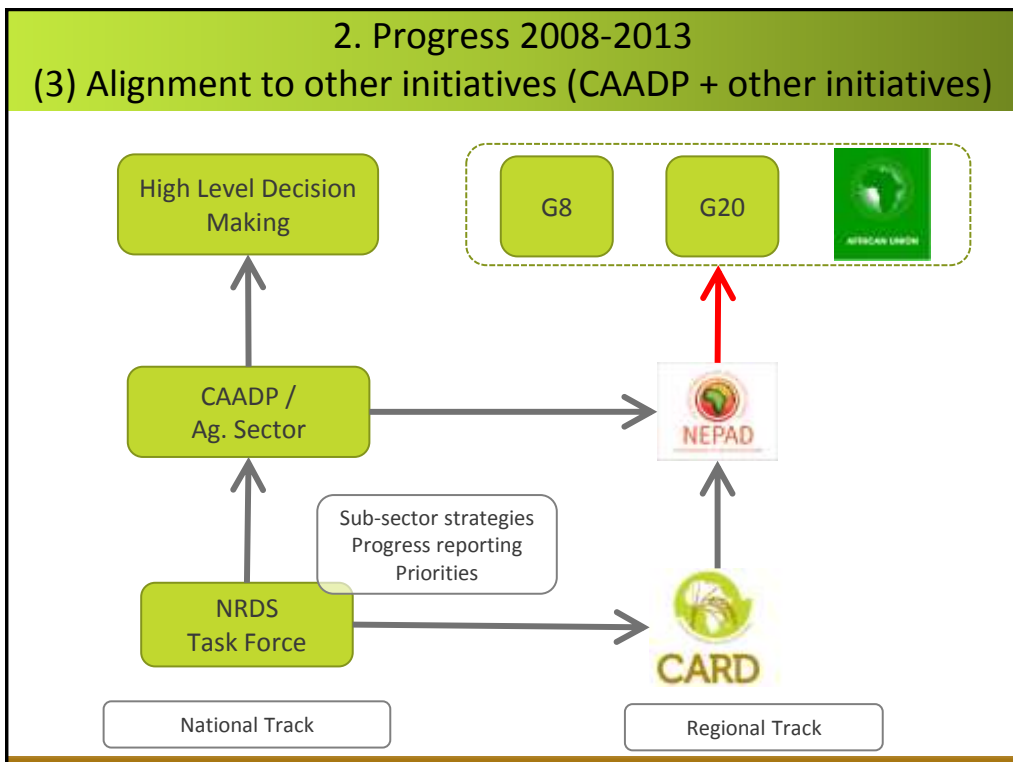 2. Progress 2008-2013
(3) Alignment to other initiatives (CAADP + other initiatives)
High Level Decision
Making
G8
G20
AFRICAN UNION
CAADP /
Ag. Sector
NEPAD
Sub-sector strategies
Progress reporting
Priorities
NRDS
Task Force
CARD
National Track
Regional Track